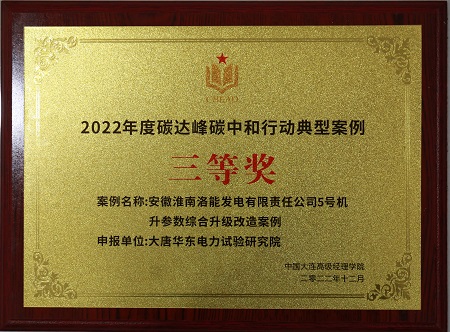 CBEAD
2022年度碳达峰碳中和行动典型案例
三等奖
案例名称:安徽淮南洛能发电有限责任公司5号机
升参数综合升级改造案例
申报单位:大唐华东电力试验研究院
中国大连高级经理学院
二〇二二年十二月